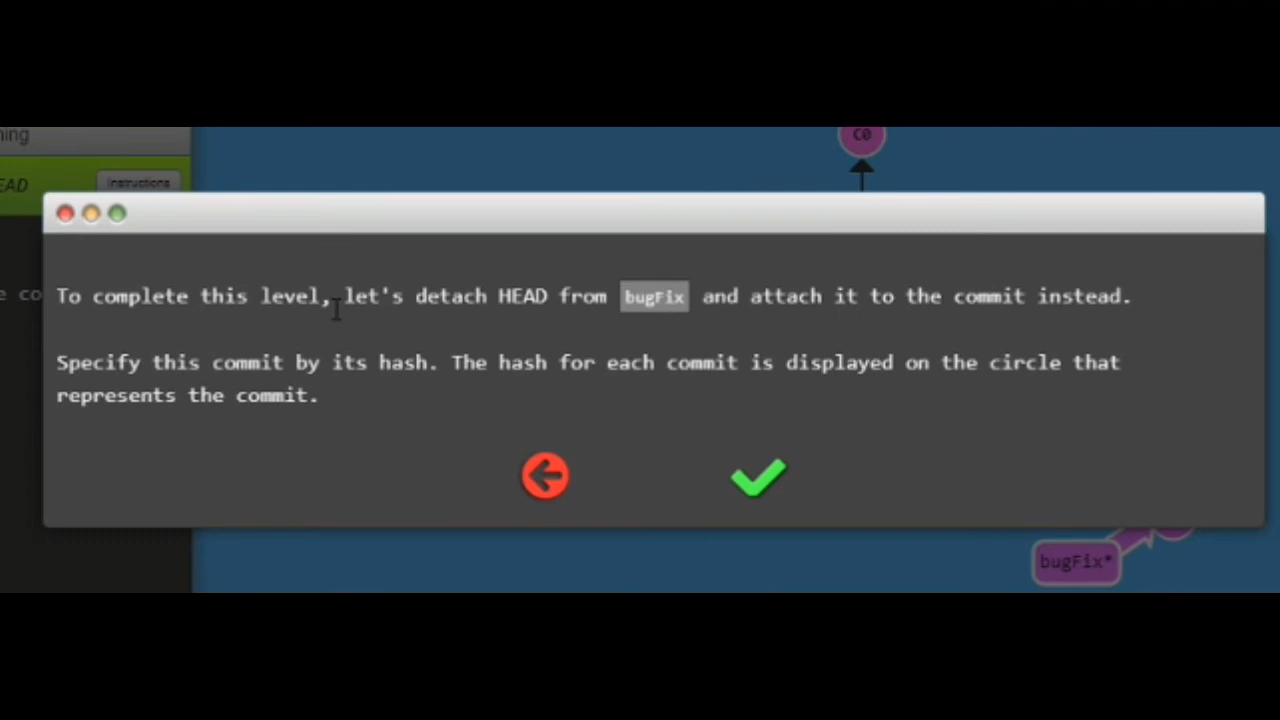 C0
Instructions
To complete this level, let's detach HEAD from bugFix and attach it to the commit instead.
Specify this commit by its hash. The hash for each commit is displayed on the circle that
represents the commit.
bugFix*